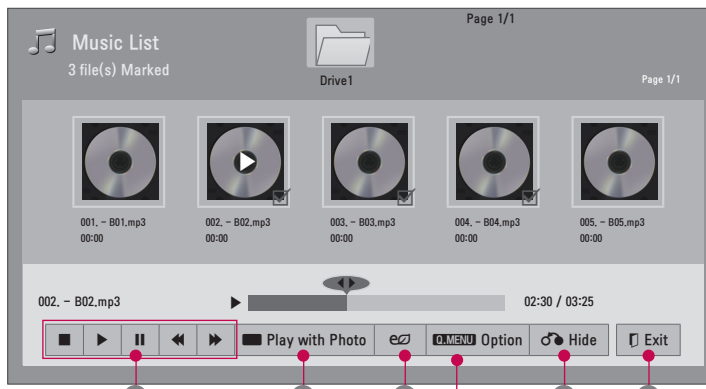 Page 1/1
Music List
3 file(s) Marked
Drive1
Page 1/1
001. - B01.mp3
00:00
002. - B02.mp3
00:00
003. - B03.mp3
00:00
004. - B04.mp3
00:00
005. - B05.mp3
00:00
002. - B02.mp3
02:30 / 03:25
Play with Photo
Q.MENU Option
Hide
Exit